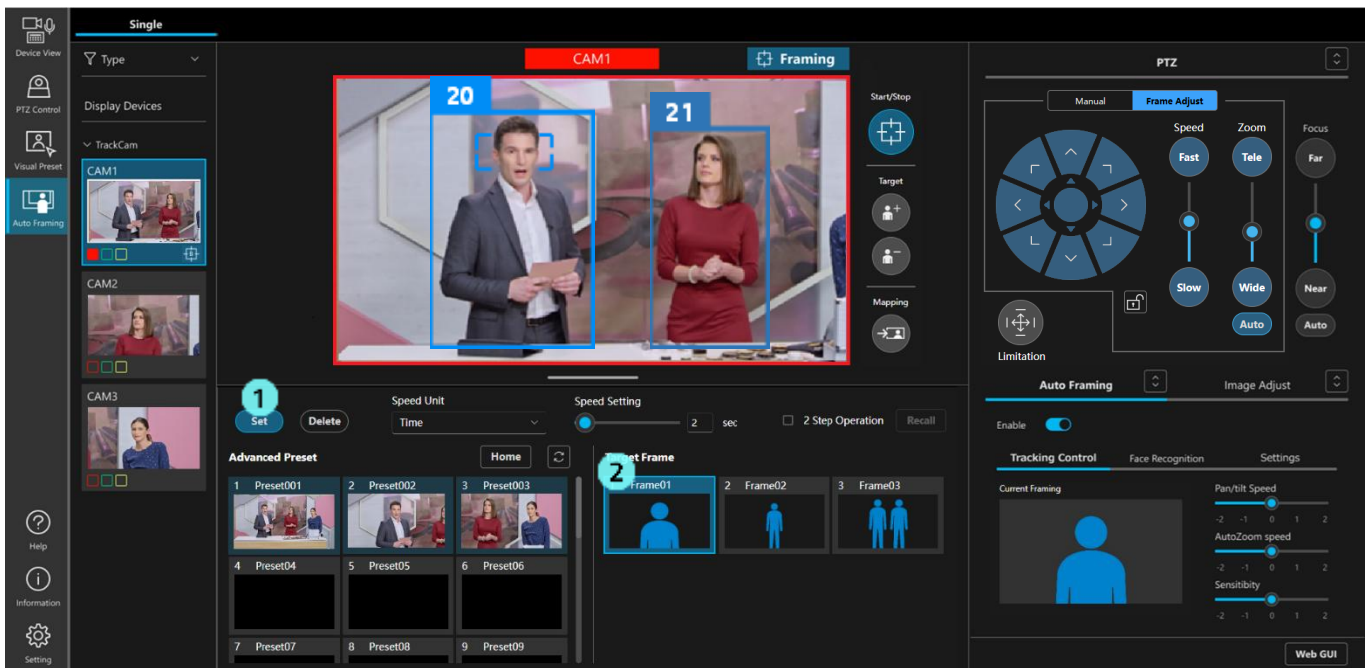 Device View
PTZ Control
Visual Preset
Auto Framing
Help
Information
Setting
Single
Type
Display Devices
TrackCam
CAM1
CAM2
CAM3
CAM1
Framing
20
21
Start/Stop
Target
Mapping
1
Set
Delete
Speed Unit
Time
Speed Setting
2 sec
2 Step Operation
Recall
Advanced Preset
Home
1 Preset001
2 Preset002
3 Preset003
4 Preset04
5 Preset05
6 Preset06
7 Preset07
8 Preset08
9 Preset09
2
Target Frame
1 Frame01
2 Frame02
3 Frame03
PTZ
Manual
Frame Adjust
Speed
Zoom
Focus
Fast
Tele
Far
Slow
Wide
Near
Auto
Auto
Limitation
Auto Framing
Image Adjust
Enable
Tracking Control
Face Recognition
Settings
Current Framing
Pan/tilt Speed
-2 -1 0 1 2
AutoZoom speed
-2 -1 0 1 2
Sensitibity
-2 -1 0 1 2
Web GUI